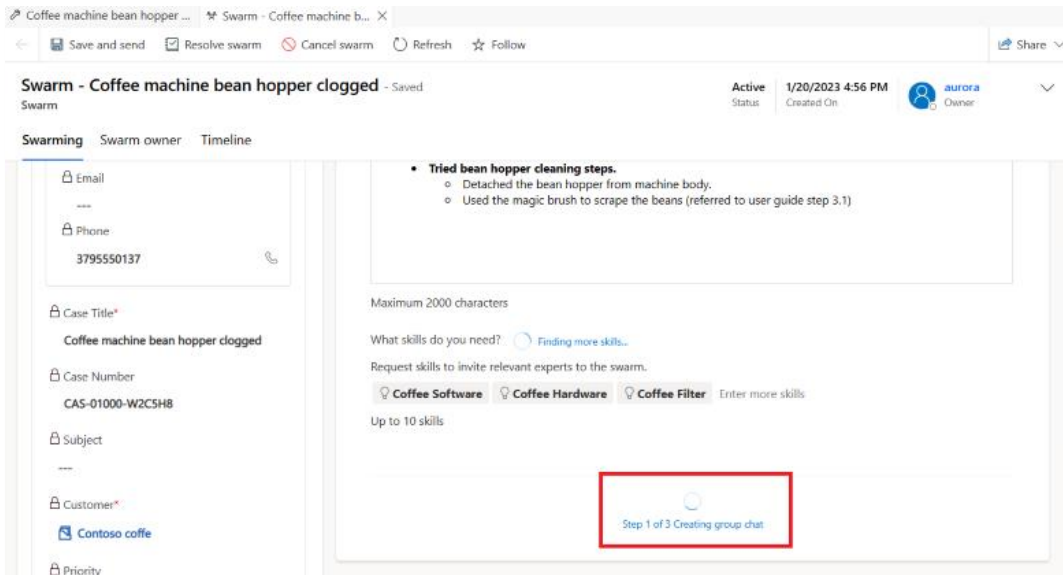 Coffee machine bean hopper ...
Swarm - Coffee machine b...
Save and send
Resolve swarm
Cancel swarm
Refresh
Follow
Share
Swarm - Coffee machine bean hopper clogged - Saved
Swarm
Active
Status
1/20/2023 4:56 PM
Created On
aurora
Owner
Swarming
Swarm owner
Timeline
Email
---
Phone
3795550137
Case Title*
Coffee machine bean hopper clogged
Case Number
CAS-01000-W2C5H8
Subject
---
Customer*
Contoso coffe
Priority
Tried bean hopper cleaning steps.
Detached the bean hopper from machine body.
Used the magic brush to scrape the beans (referred to user guide step 3.1)
Maximum 2000 characters
What skills do you need?
Finding more skills...
Request skills to invite relevant experts to the swarm.
Coffee Software
Coffee Hardware
Coffee Filter
Enter more skills
Up to 10 skills
Step 1 of 3 Creating group chat